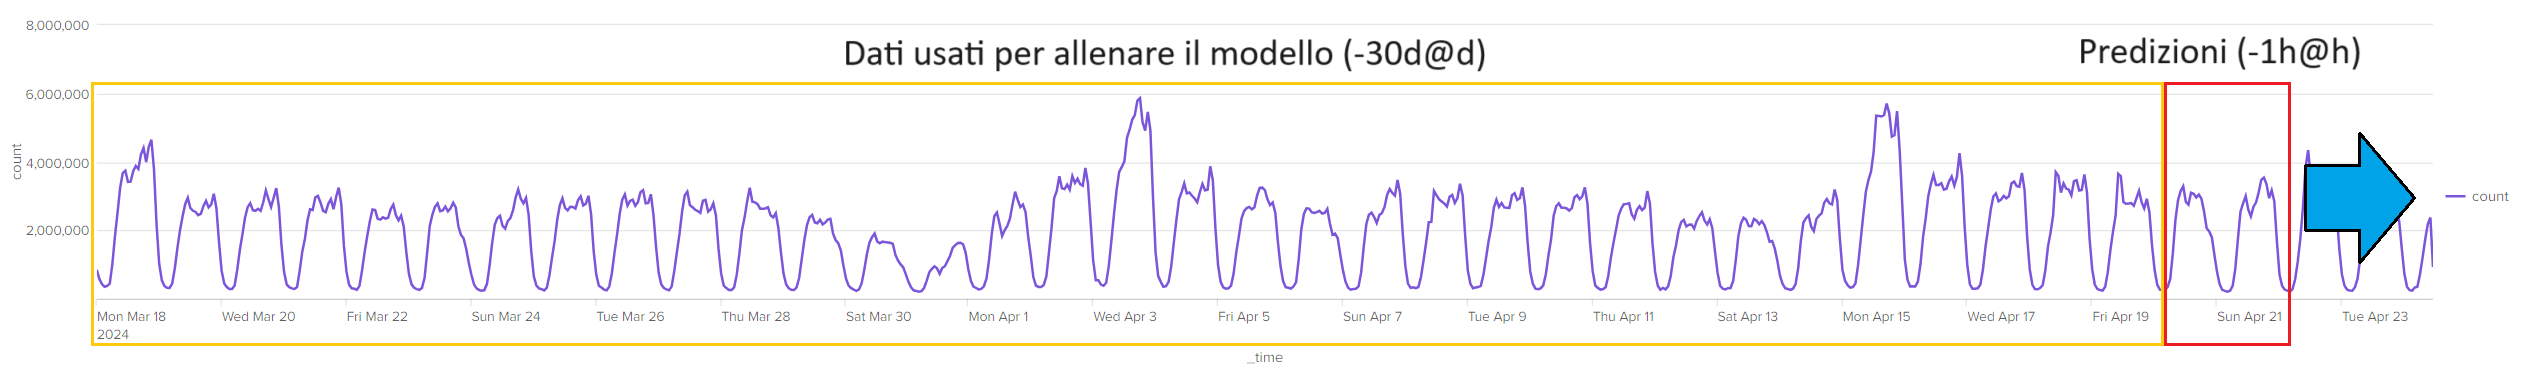 Dati usati per allenare il modello (-30d@d)
Predizioni (-1h@h)
8,000,000
6,000,000
4,000,000
2,000,000
count
count
Mon Mar 18
2024
Wed Mar 20
Fri Mar 22
Sun Mar 24
Tue Mar 26
Thu Mar 28
Sat Mar 30
Mon Apr 1
Wed Apr 3
Fri Apr 5
Sun Apr 7
Tue Apr 9
Thu Apr 11
Sat Apr 13
Mon Apr 15
Wed Apr 17
Fri Apr 19
Sun Apr 21
Tue Apr 23
_time